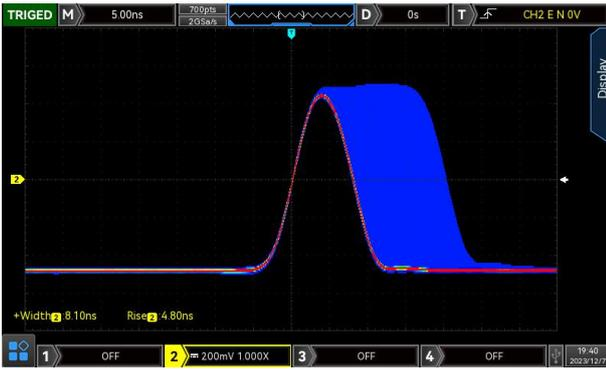 TRIGED M 5.00ns 700pts 2GSa/s D 0s T CH2 E N 0V
Display
T
2
+Width2:8.10ns Rise2:4.80ns
1 OFF 2 200mV 1.000X 3 OFF 4 OFF
19:40
2023/12/7